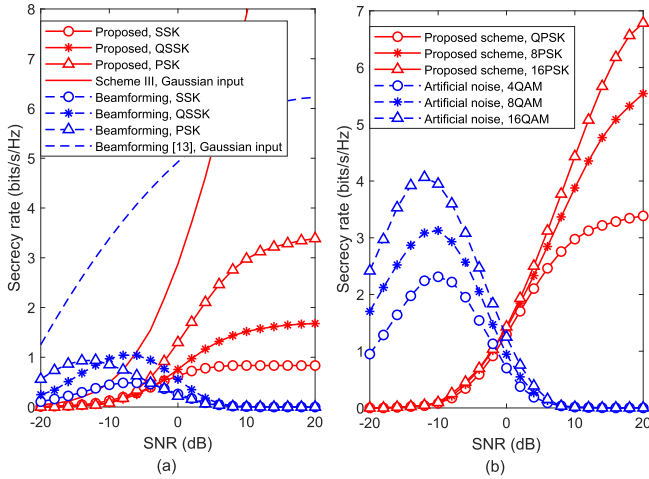 8
7
6
5
4
3
2
1
0
Secrecy rate (bits/s/Hz)
Proposed, SSK
Proposed, QSSK
Proposed, PSK
Scheme III, Gaussian input
Beamforming, SSK
Beamforming, QSSK
Beamforming, PSK
Beamforming [13], Gaussian input
-20 -10 0 10 20
SNR (dB)
(a)
7
6
5
4
3
2
1
0
Secrecy rate (bits/s/Hz)
Proposed scheme, QPSK
Proposed scheme, 8PSK
Proposed scheme, 16PSK
Artificial noise, 4QAM
Artificial noise, 8QAM
Artificial noise, 16QAM
-20 -10 0 10 20
SNR (dB)
(b)